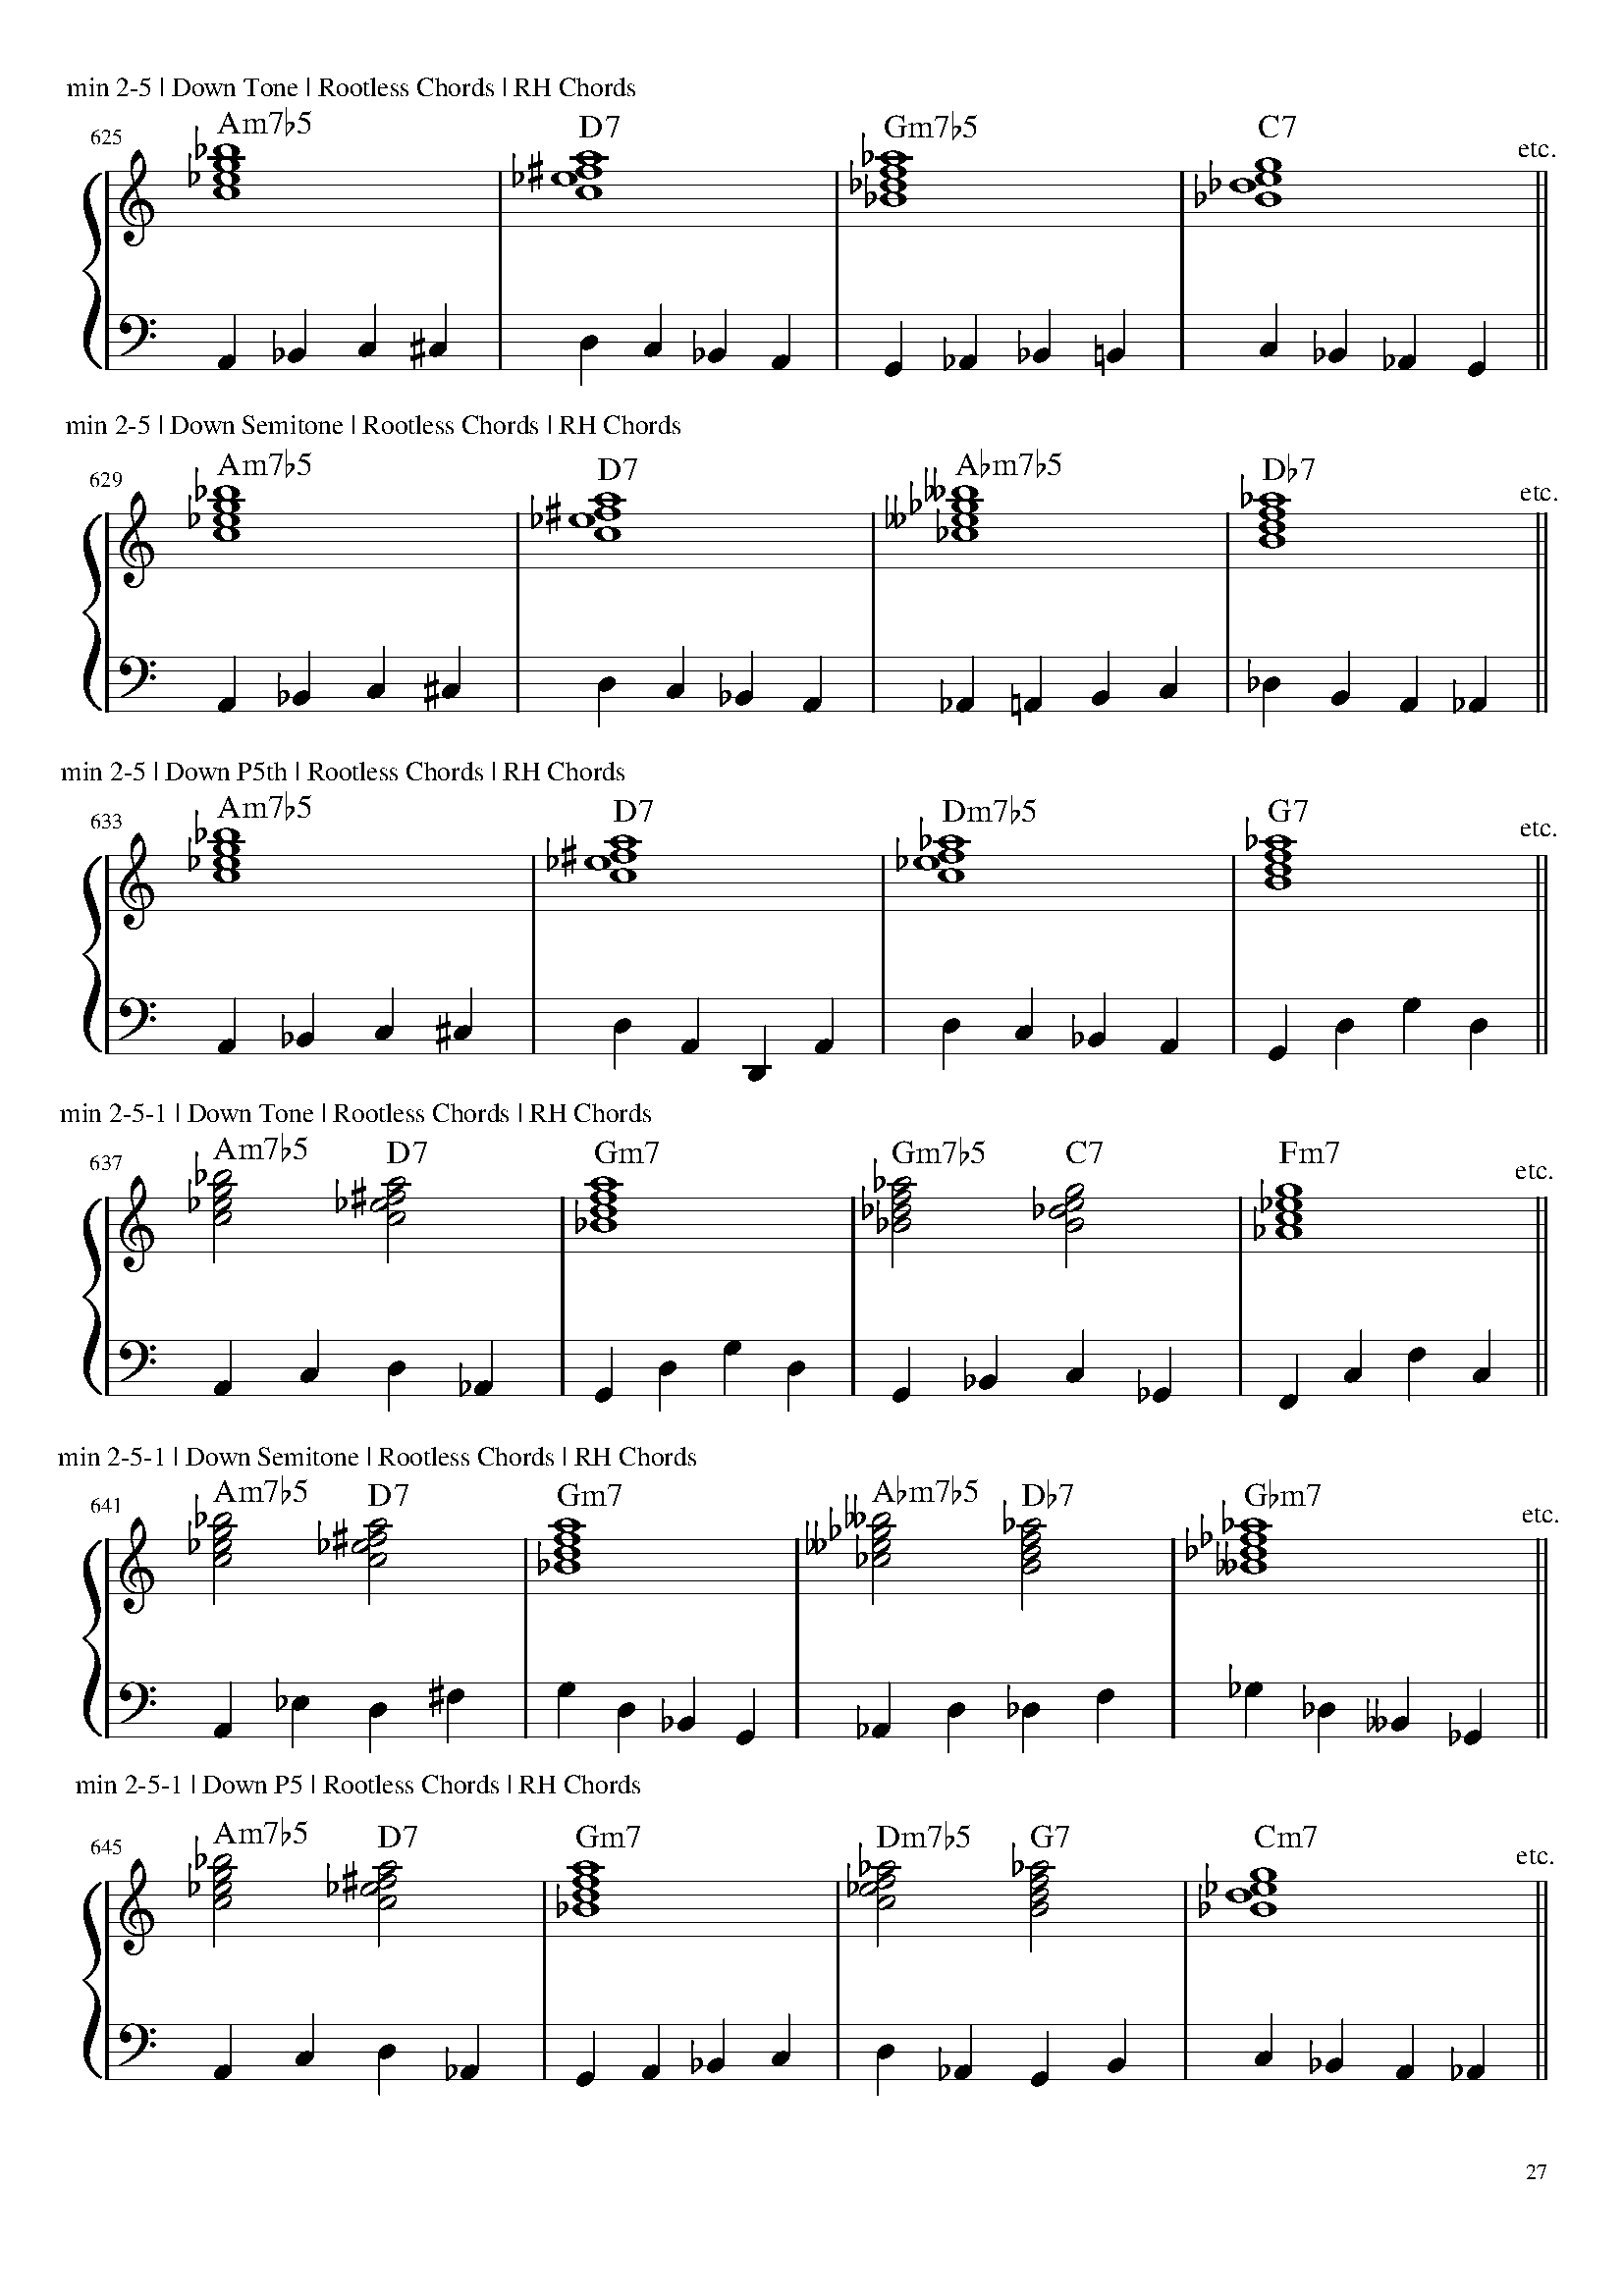 min 2-5 | Down Tone | Rootless Chords | RH Chords
Am7♭5 D7 Gm7♭5 C7
625 etc.
min 2-5 | Down Semitone | Rootless Chords | RH Chords
Am7♭5 D7 A♭m7♭5 D♭7
629 etc.
min 2-5 | Down P5th | Rootless Chords | RH Chords
Am7♭5 D7 Dm7♭5 G7
633 etc.
min 2-5-1 | Down Tone | Rootless Chords | RH Chords
Am7♭5 D7 Gm7 Gm7♭5 C7 Fm7
637 etc.
min 2-5-1 | Down Semitone | Rootless Chords | RH Chords
Am7♭5 D7 Gm7 A♭m7♭5 D♭7 G♭m7
641 etc.
min 2-5-1 | Down P5 | Rootless Chords | RH Chords
Am7♭5 D7 Gm7 Dm7♭5 G7 Cm7
645 etc.
27